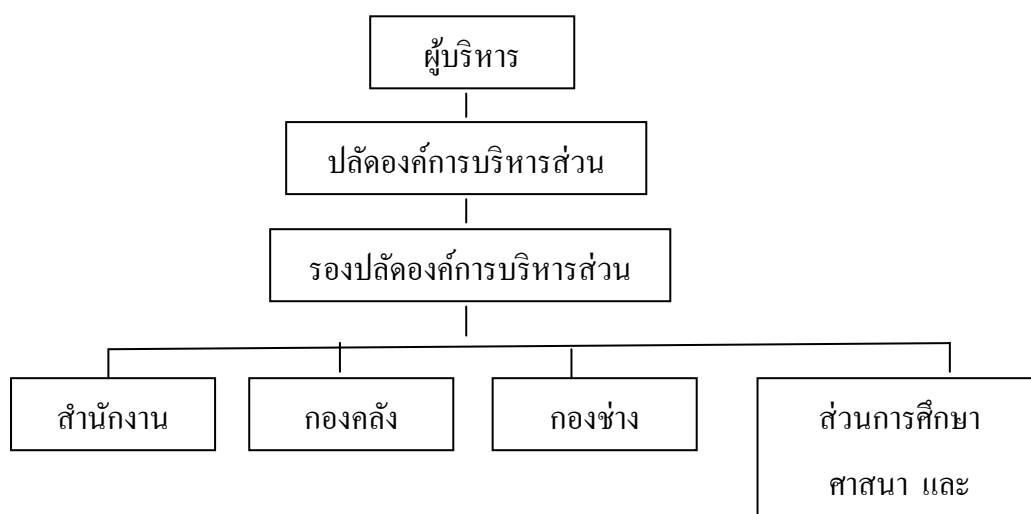 ผู้บริหาร
ปลัดองค์การบริหารส่วน
รองปลัดองค์การบริหารส่วน
สำนักงาน
กองคลัง
กองช่าง
ส่วนการศึกษา
ศาสนา และ